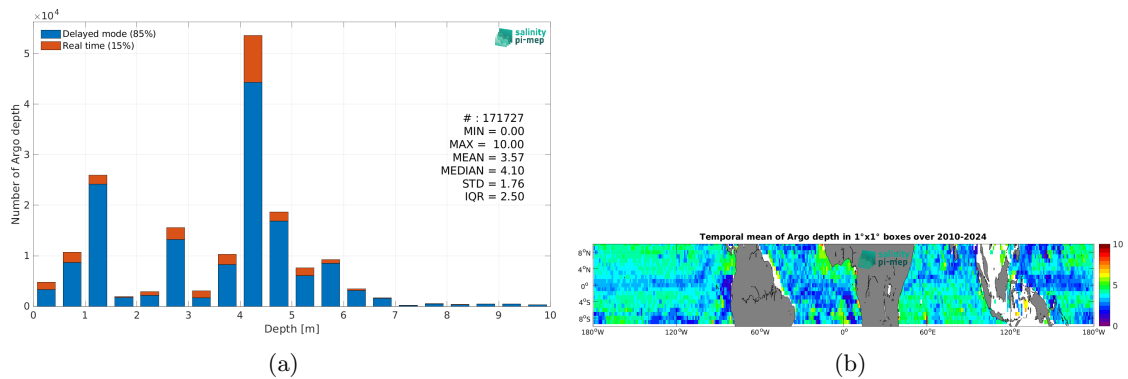 ×10⁴
Delayed mode (85%)
Real time (15%)
salinity
pi-mep
Number of Argo depth
5
4
3
2
1
0
# : 171727
MIN = 0.00
MAX = 10.00
MEAN = 3.57
MEDIAN = 4.10
STD = 1.76
IQR = 2.50
0 1 2 3 4 5 6 7 8 9 10
Depth [m]
(a)
Temporal mean of Argo depth in 1°x1° boxes over 2010-2024
salinity
pi-mep
8°N
4°N
0°
4°S
8°S
180°W 120°W 60°W 0° 60°E 120°E 180°W
10
5
0
(b)